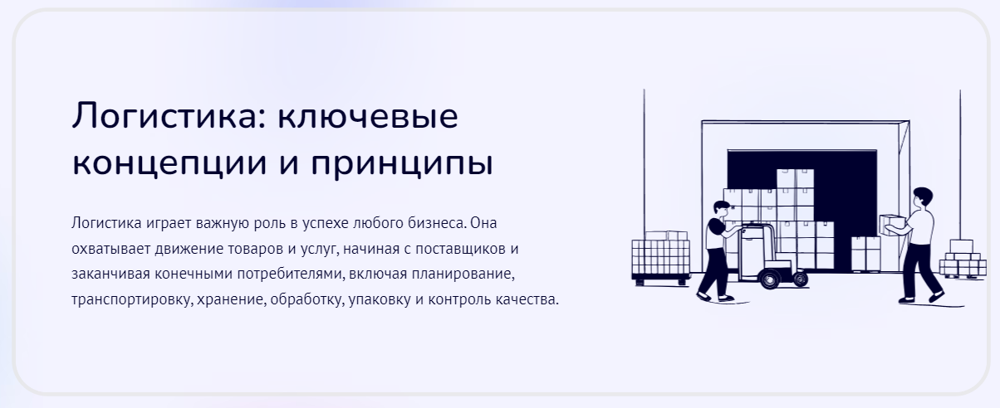 Логистика: ключевые
концепции и принципы
Логистика играет важную роль в успехе любого бизнеса. Она
охватывает движение товаров и услуг, начиная с поставщиков и
заканчивая конечными потребителями, включая планирование,
транспортировку, хранение, обработку, упаковку и контроль качества.